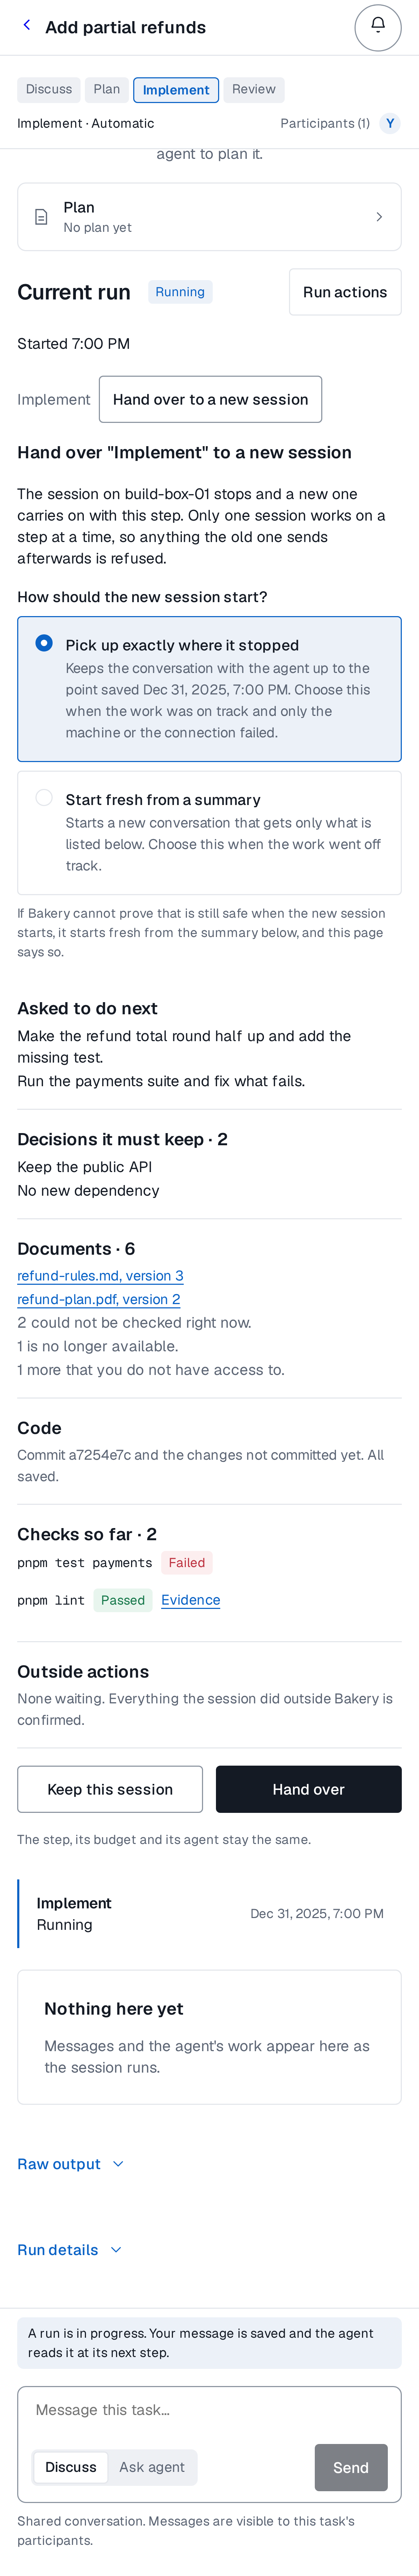 Add partial refunds
Discuss
Plan
Implement
Review
Implement · Automatic
Participants (1)
Y
agent to plan it.
Plan
No plan yet
Current run
Running
Run actions
Started 7:00 PM
Implement
Hand over to a new session
Hand over "Implement" to a new session
The session on build-box-01 stops and a new one
carries on with this step. Only one session works on a
step at a time, so anything the old one sends
afterwards is refused.
How should the new session start?
Pick up exactly where it stopped
Keeps the conversation with the agent up to the
point saved Dec 31, 2025, 7:00 PM. Choose this
when the work was on track and only the
machine or the connection failed.
Start fresh from a summary
Starts a new conversation that gets only what is
listed below. Choose this when the work went off
track.
If Bakery cannot prove that is still safe when the new session
starts, it starts fresh from the summary below, and this page
says so.
Asked to do next
Make the refund total round half up and add the
missing test.
Run the payments suite and fix what fails.
Decisions it must keep · 2
Keep the public API
No new dependency
Documents · 6
refund-rules.md, version 3
refund-plan.pdf, version 2
2 could not be checked right now.
1 is no longer available.
1 more that you do not have access to.
Code
Commit a7254e7c and the changes not committed yet. All
saved.
Checks so far · 2
pnpm test payments Failed
pnpm lint Passed Evidence
Outside actions
None waiting. Everything the session did outside Bakery is
confirmed.
Keep this session
Hand over
The step, its budget and its agent stay the same.
Implement
Running
Dec 31, 2025, 7:00 PM
Nothing here yet
Messages and the agent's work appear here as
the session runs.
Raw output
Run details
A run is in progress. Your message is saved and the agent
reads it at its next step.
Message this task...
Discuss
Ask agent
Send
Shared conversation. Messages are visible to this task's
participants.